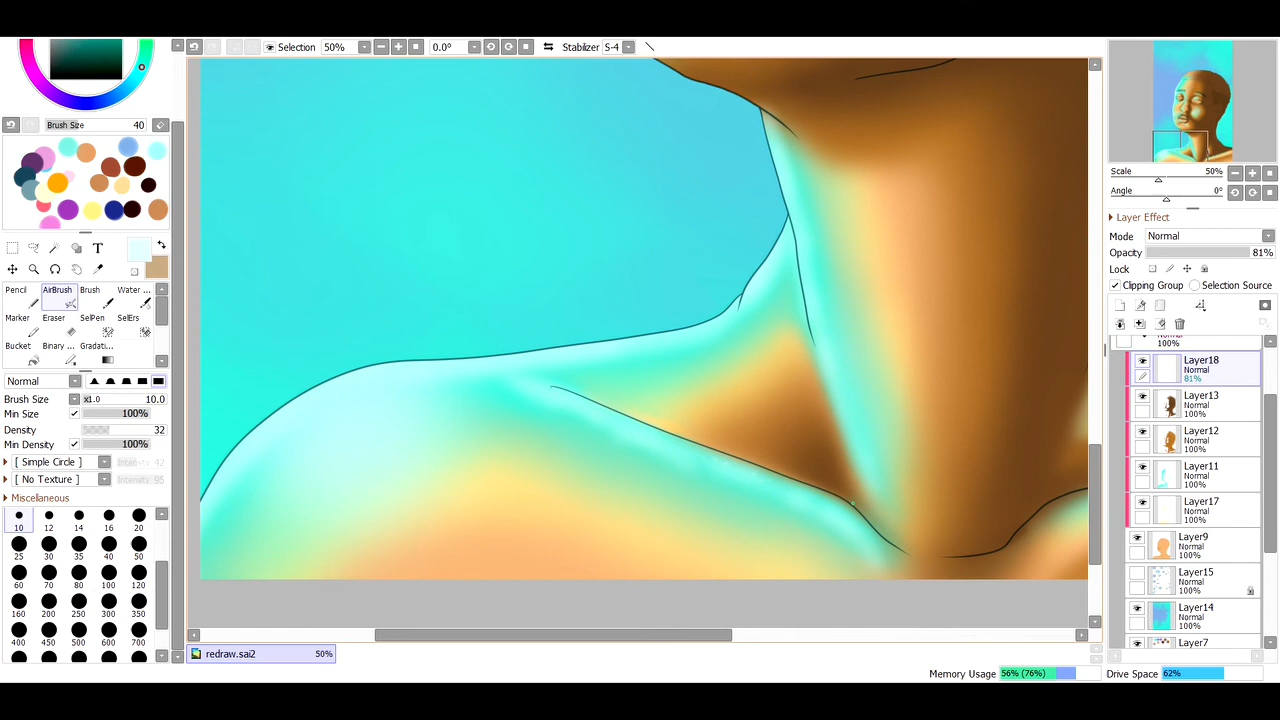 Selection 50% 0.0° Stabilizer S-4
Brush Size 40
T
Pencil AirBrush Brush Water ...
Marker Eraser SelPen SelErs
Bucket Binary ... Gradati...
Normal
Brush Size x1.0 10.0
Min Size 100%
Density 32
Min Density 100%
[ Simple Circle ] Intensity 42
[ No Texture ] Intensity 95
Miscellaneous
10 12 14 16 20
25 30 35 40 50
60 70 80 100 120
160 200 250 300 350
400 450 500 600 700
redraw.sai2 50%
Memory Usage 56% (76%) Drive Space 62%
Scale 50%
Angle 0°
Layer Effect
Mode Normal
Opacity 81%
Lock
Clipping Group Selection Source
100%
Layer18
Normal
81%
Layer13
Normal
100%
Layer12
Normal
100%
Layer11
Normal
100%
Layer17
Normal
100%
Layer9
Normal
100%
Layer15
Normal
100%
Layer14
Normal
100%
Layer7